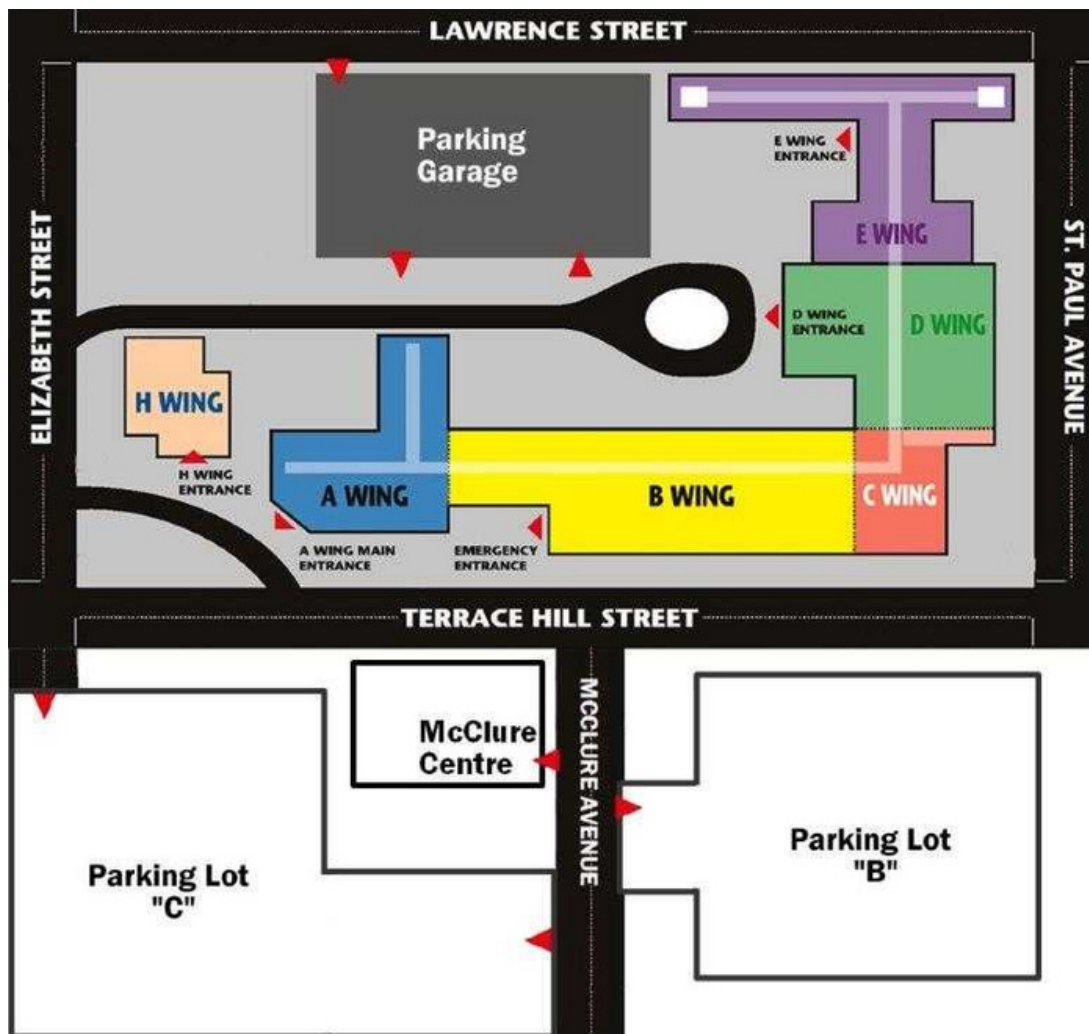 LAWRENCE STREET
Parking
Garage
E WING
ENTRANCE
E WING
ELIZABETH STREET
ST. PAUL AVENUE
D WING
ENTRANCE
D WING
H WING
H WING
ENTRANCE
A WING
B WING
C WING
A WING MAIN
ENTRANCE
EMERGENCY
ENTRANCE
TERRACE HILL STREET
McClure
Centre
MCCLURE AVENUE
Parking Lot
"B"
Parking Lot
"C"